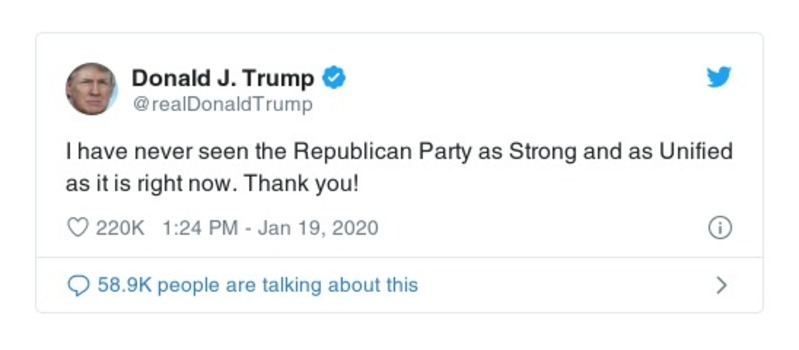 Donald J. Trump
@realDonaldTrump
I have never seen the Republican Party as Strong and as Unified
as it is right now. Thank you!
220K 1:24 PM - Jan 19, 2020
58.9K people are talking about this